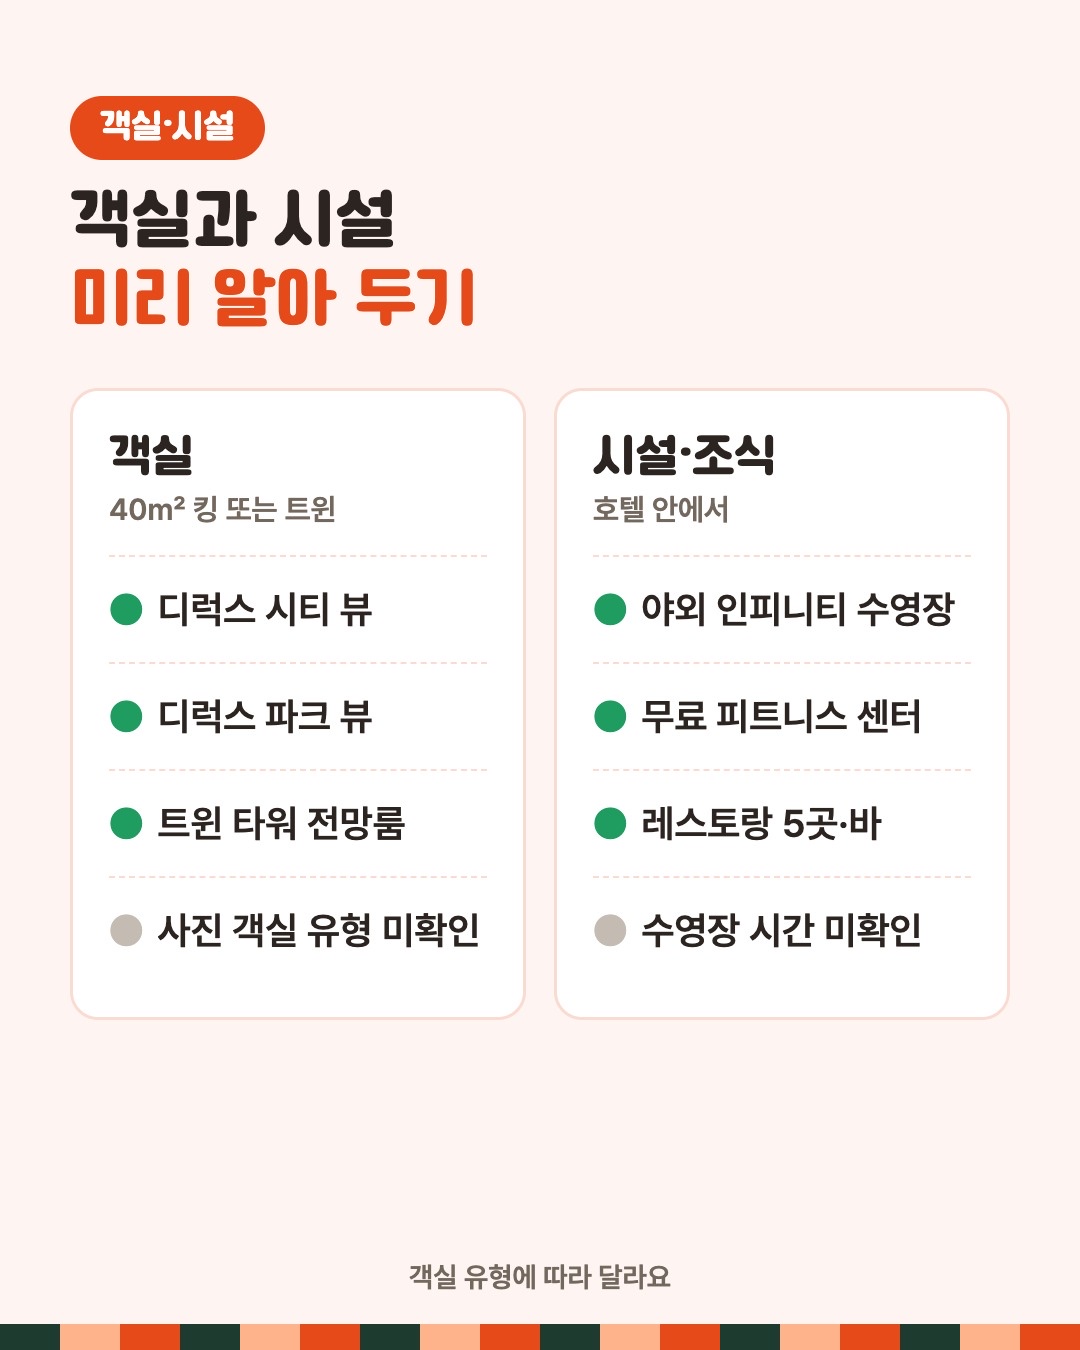 객실·시설
객실과 시설
미리 알아 두기
객실
40m² 킹 또는 트윈
디럭스 시티 뷰
디럭스 파크 뷰
트윈 타워 전망룸
사진 객실 유형 미확인
시설·조식
호텔 안에서
야외 인피니티 수영장
무료 피트니스 센터
레스토랑 5곳·바
수영장 시간 미확인
객실 유형에 따라 달라요